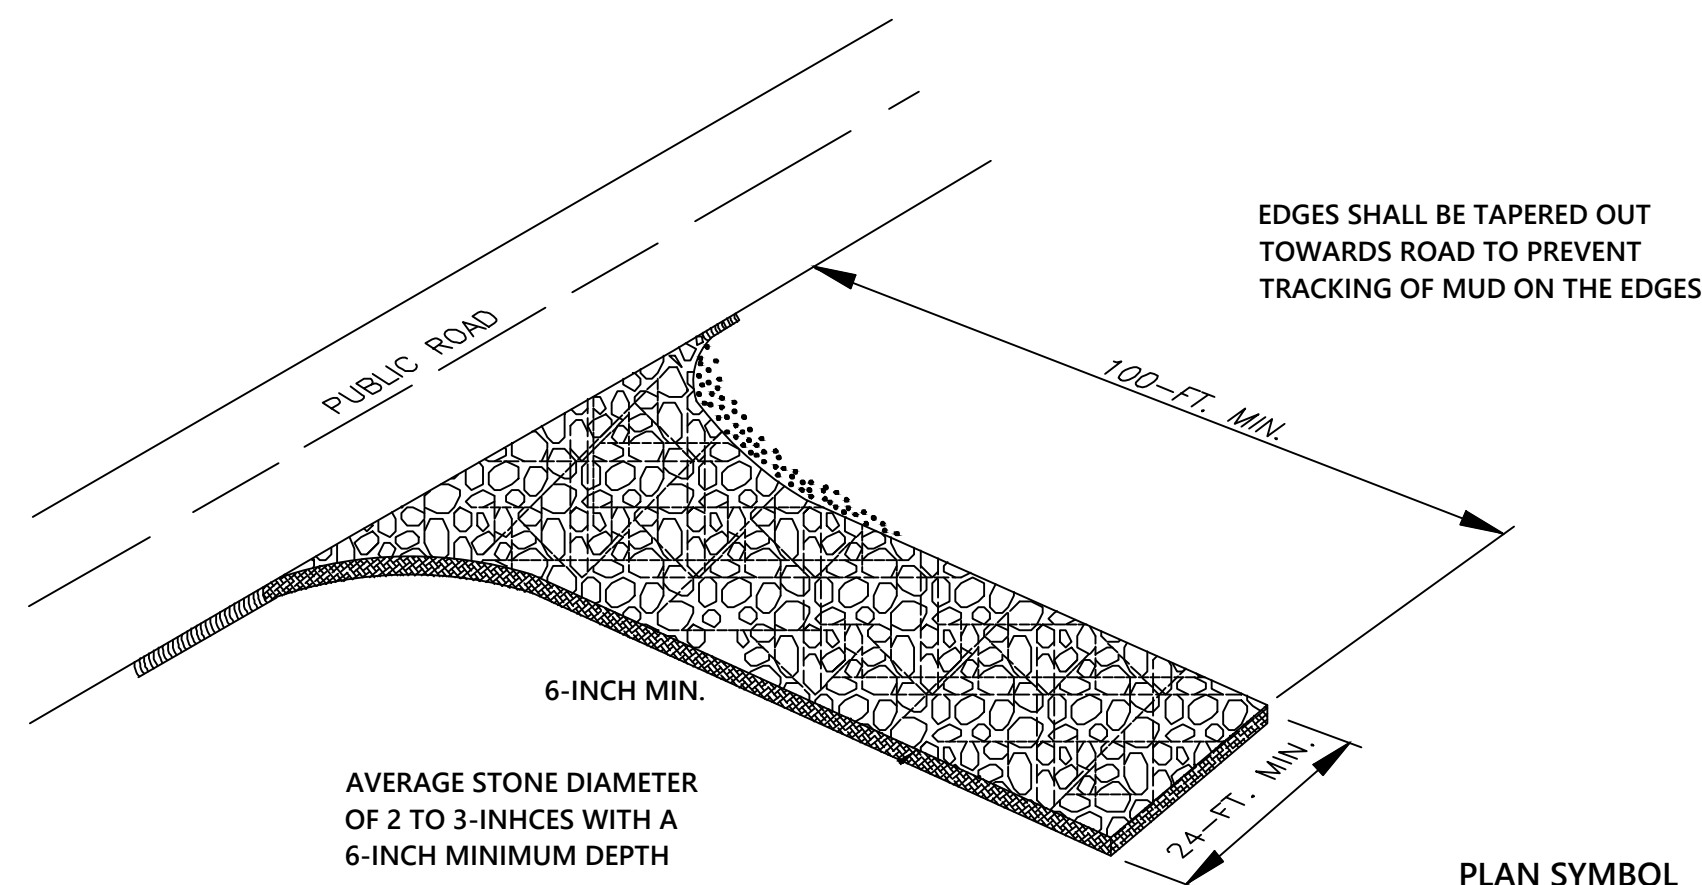 EDGES SHALL BE TAPERED OUT
TOWARDS ROAD TO PREVENT
TRACKING OF MUD ON THE EDGES
PUBLIC ROAD
100-FT. MIN.
6-INCH MIN.
24-FT. MIN.
AVERAGE STONE DIAMETER
OF 2 TO 3-INHCES WITH A
6-INCH MINIMUM DEPTH
PLAN SYMBOL